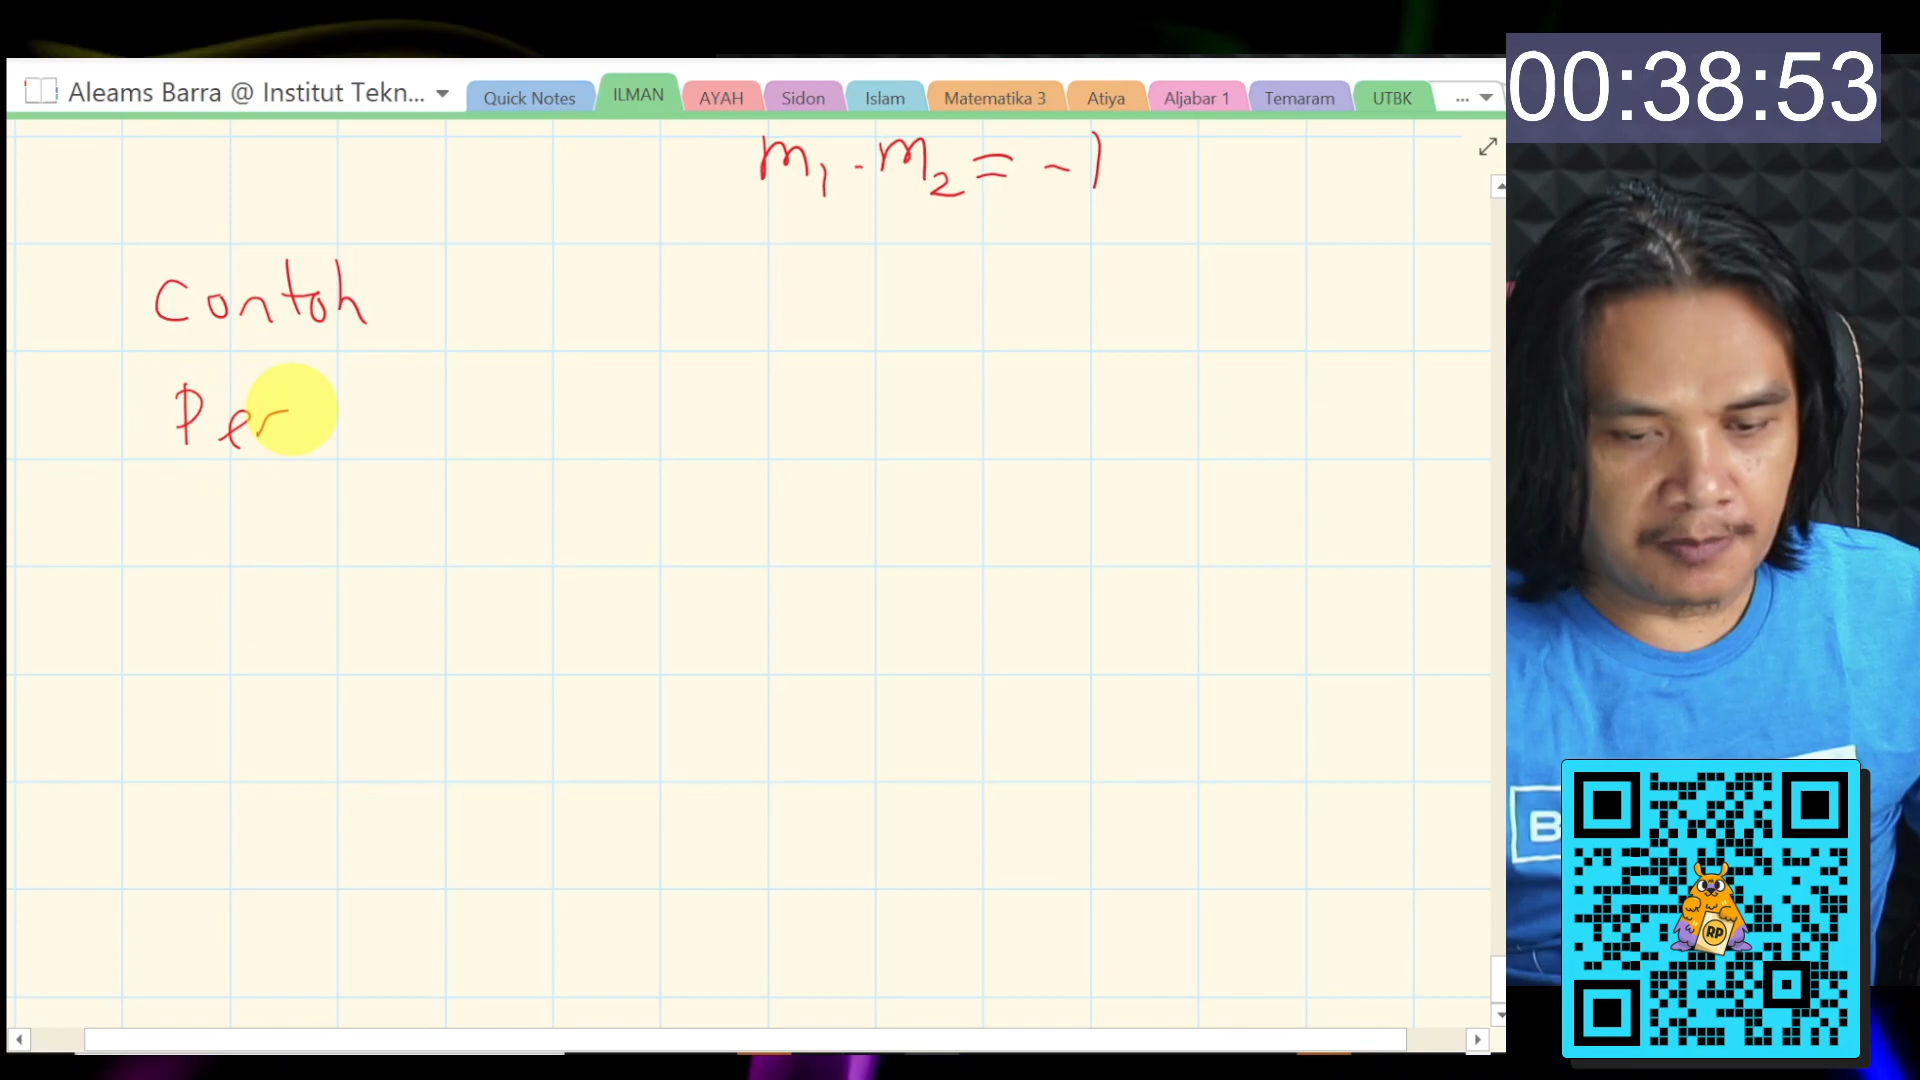 00:38:53
Aleams Barra @ Institut Tekn...
Quick Notes
ILMAN
AYAH
Sidon
Islam
Matematika 3
Atiya
Aljabar 1
Temaram
UTBK
...
m₁ · m₂ = -1
Contoh
Per
B
RP